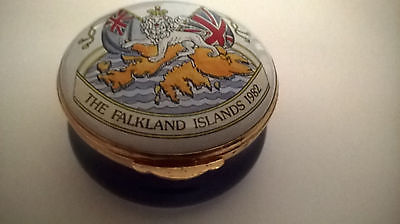 THE FALKLAND ISLANDS 1982